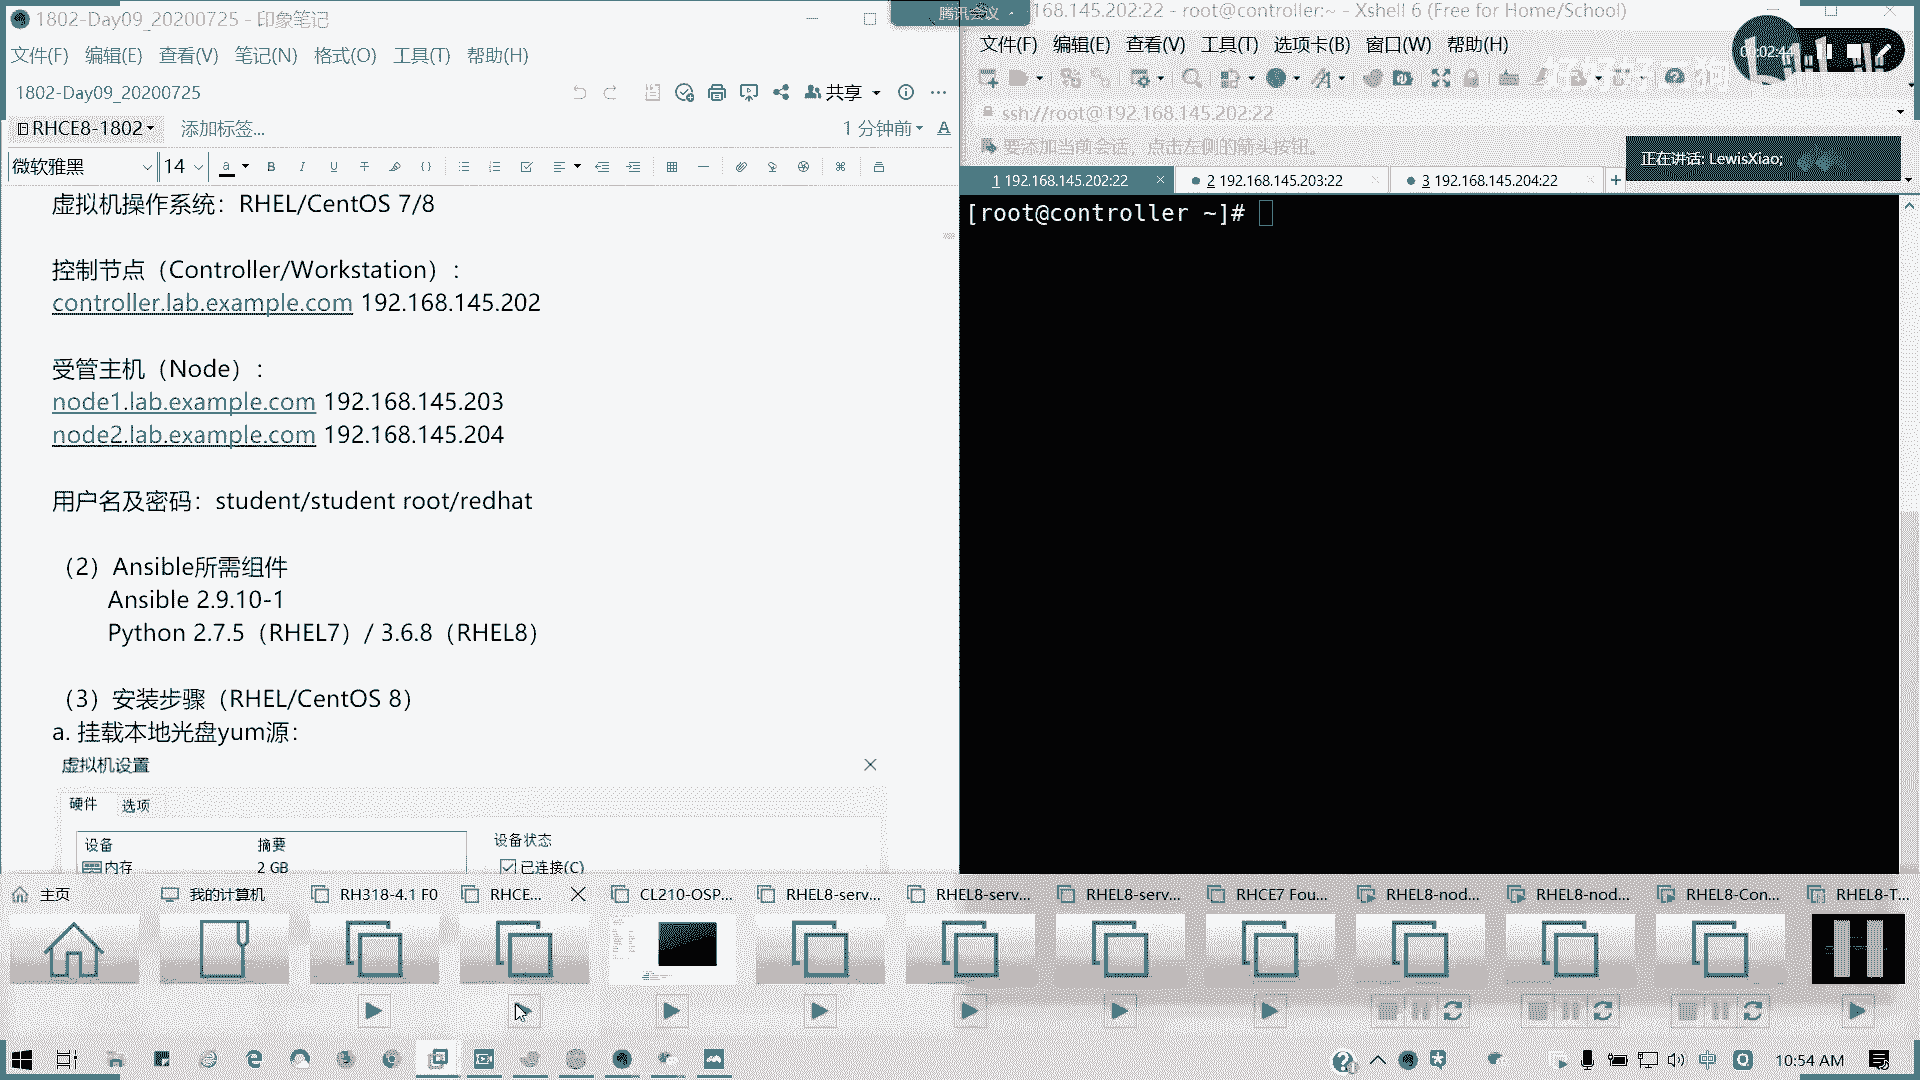 1802-Day09_20200725 - 印象笔记
文件(F) 编辑(E) 查看(V) 笔记(N) 格式(O) 工具(T) 帮助(H)
1802-Day09_20200725
共享
RHCE8-1802 添加标签...
1 分钟前
微软雅黑 14
虚拟机操作系统：RHEL/CentOS 7/8
控制节点（Controller/Workstation）:
controller.lab.example.com 192.168.145.202
受管主机（Node）:
node1.lab.example.com 192.168.145.203
node2.lab.example.com 192.168.145.204
用户名及密码：student/student root/redhat
（2）Ansible所需组件
Ansible 2.9.10-1
Python 2.7.5（RHEL7）/ 3.6.8（RHEL8）
（3）安装步骤（RHEL/CentOS 8）
a. 挂载本地光盘yum源：
虚拟机设置
硬件 选项
设备 摘要
内存 2 GB
设备状态
已连接(C)
腾讯会议
168.145.202:22 - root@controller:~ - Xshell 6 (Free for Home/School)
文件(F) 编辑(E) 查看(V) 工具(T) 选项卡(B) 窗口(W) 帮助(H)
ssh://root@192.168.145.202:22
要添加当前会话，点击左侧的箭头按钮。
正在讲话: LewisXiao;
1 192.168.145.202:22
2 192.168.145.203:22
3 192.168.145.204:22
[root@controller ~]#
主页
我的计算机
RH318-4.1 F0
RHCE...
CL210-OSP...
RHEL8-serv...
RHEL8-serv...
RHEL8-serv...
RHCE7 Fou...
RHEL8-nod...
RHEL8-nod...
RHEL8-Con...
RHEL8-T...
中
10:54 AM